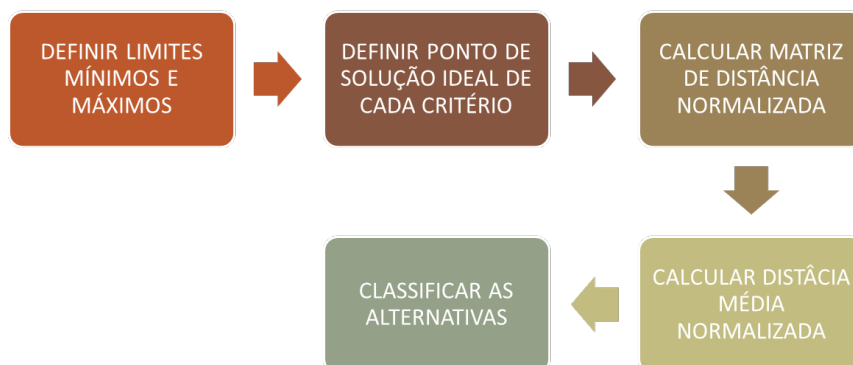 DEFINIR LIMITES
MÍNIMOS E
MÁXIMOS
DEFINIR PONTO DE
SOLUÇÃO IDEAL DE
CADA CRITÉRIO
CALCULAR MATRIZ
DE DISTÂNCIA
NORMALIZADA
CALCULAR DISTÂCIA
MÉDIA
NORMALIZADA
CLASSIFICAR AS
ALTERNATIVAS